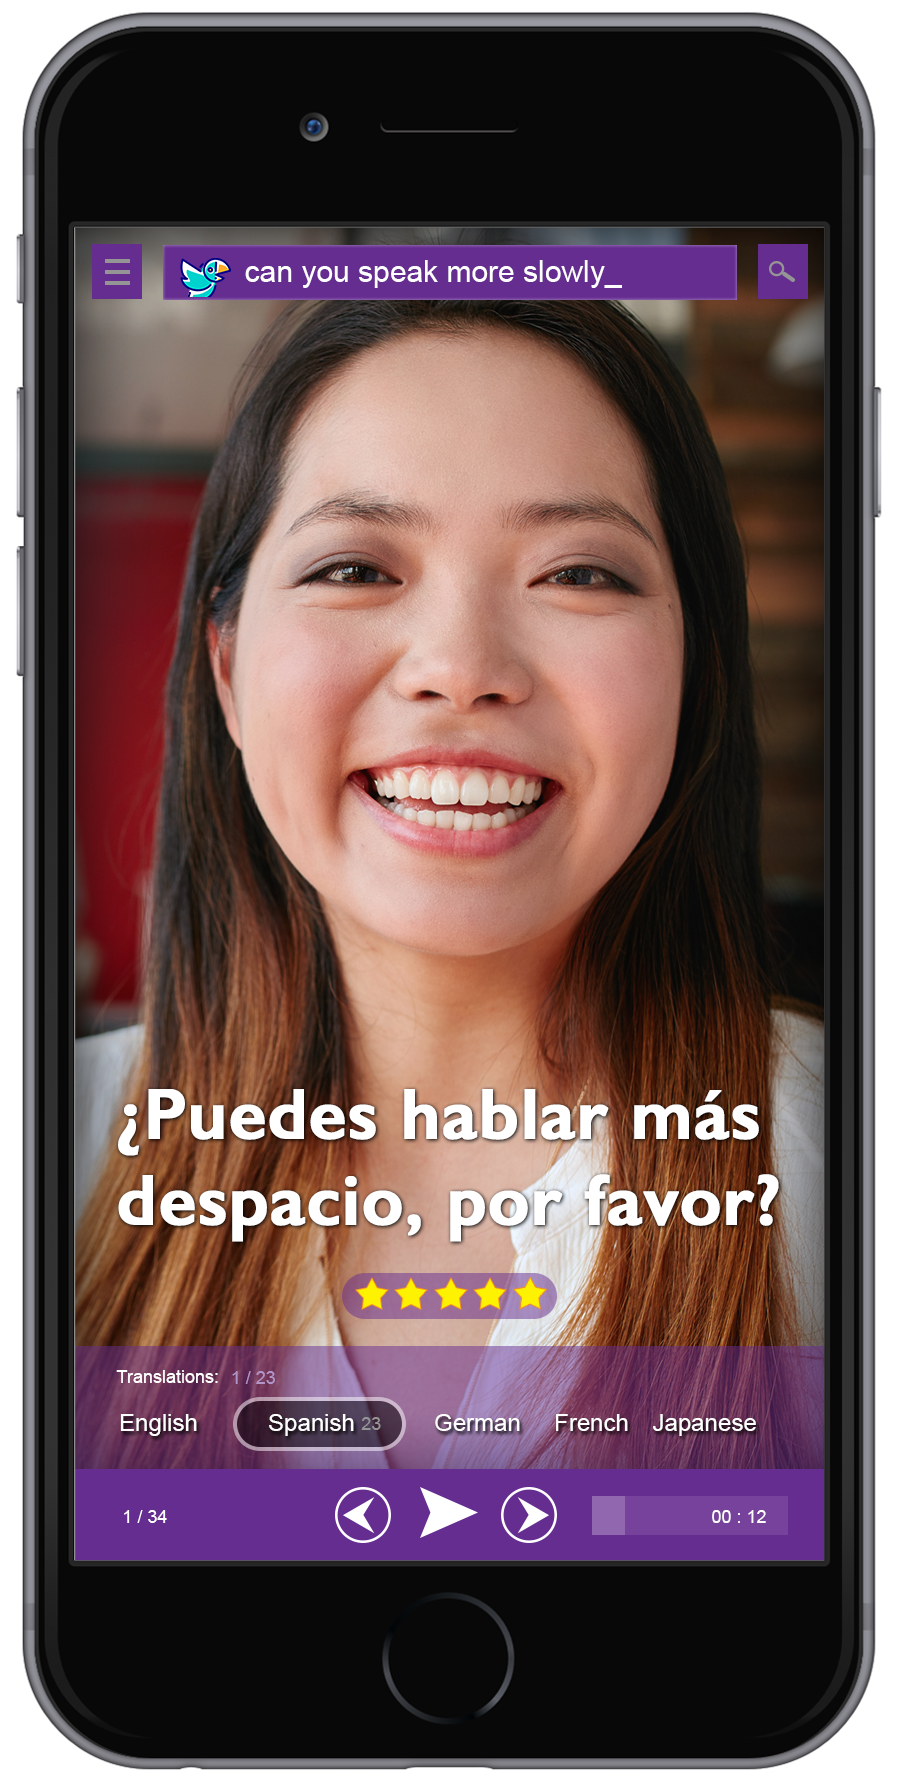 can you speak more slowly_
¿Puedes hablar más
despacio, por favor?
Translations: 1 / 23
English Spanish 23 German French Japanese
1 / 34 00 : 12